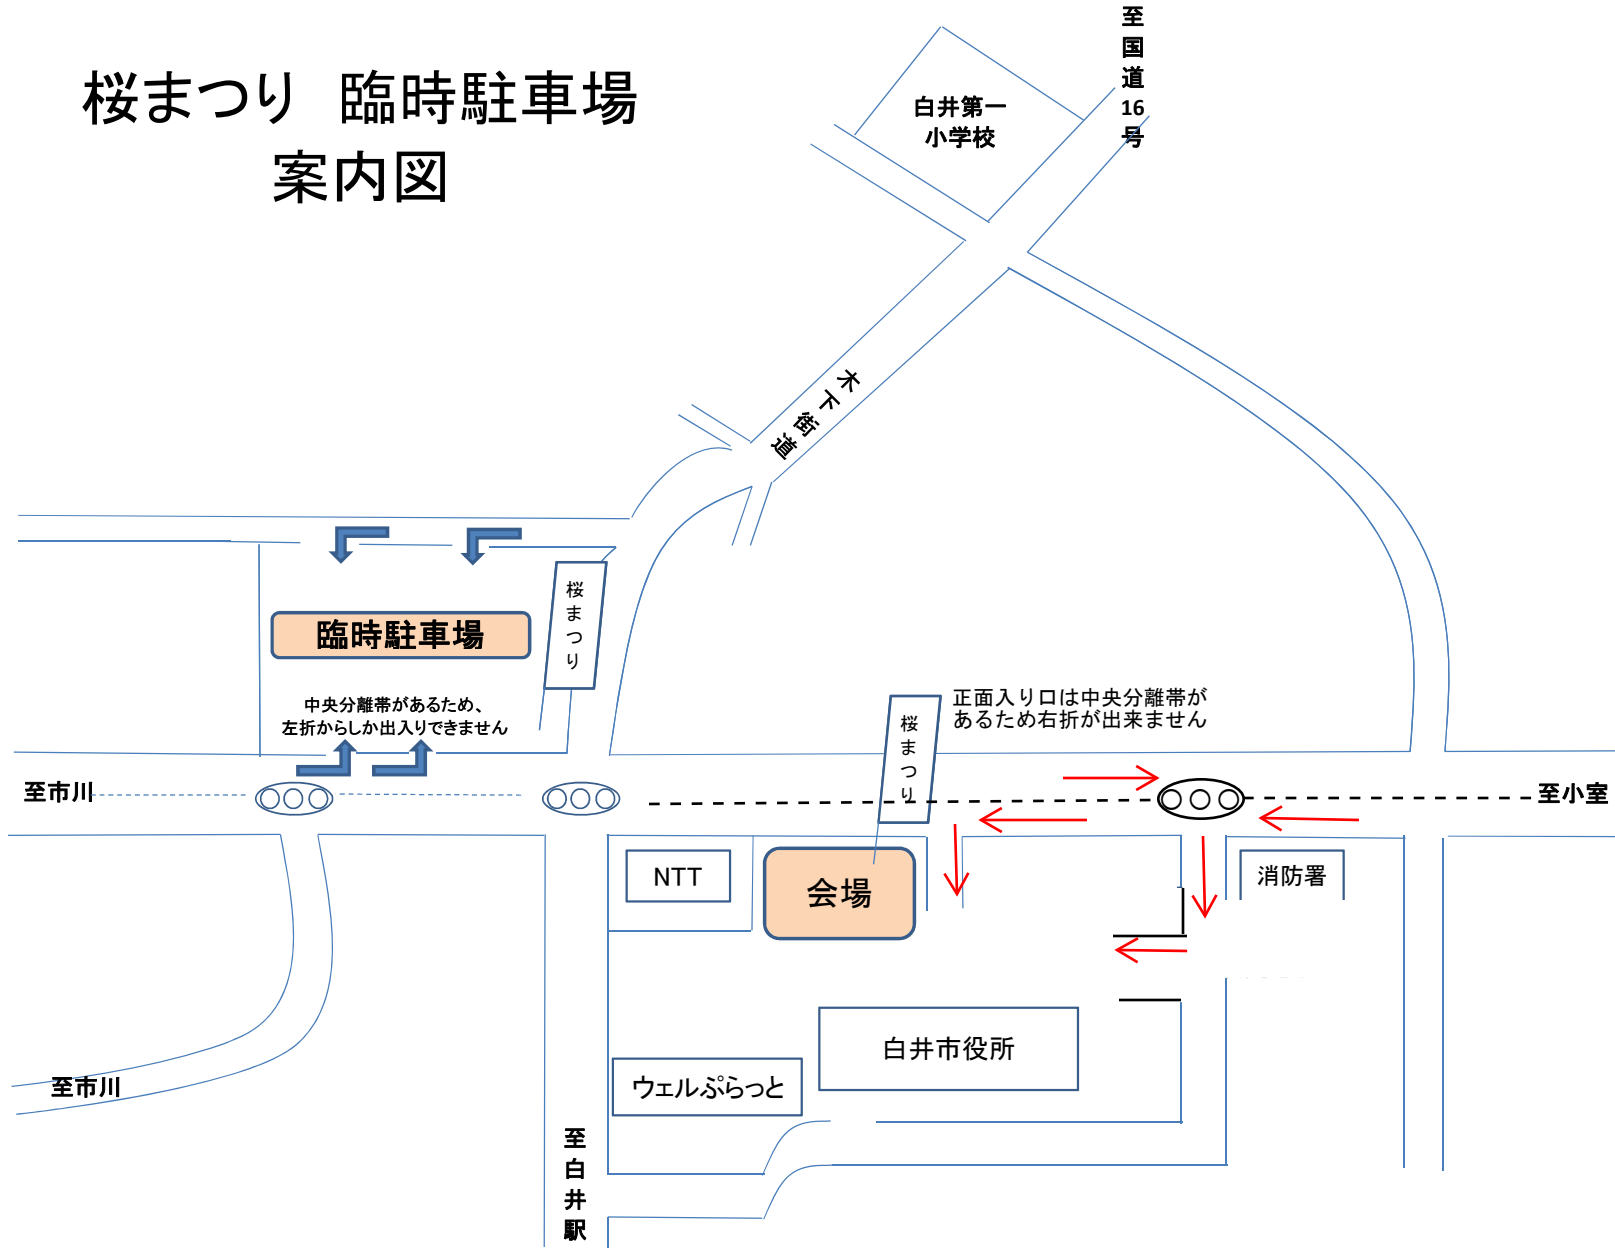 桜まつり　臨時駐車場
案内図
至国道16号
白井第一
小学校
木下街道
桜まつり
臨時駐車場
中央分離帯があるため、
左折からしか出入りできません
桜まつり
正面入り口は中央分離帯が
あるため右折が出来ません
至市川
至小室
NTT
会場
消防署
白井市役所
ウェルぷらっと
至市川
至白井駅